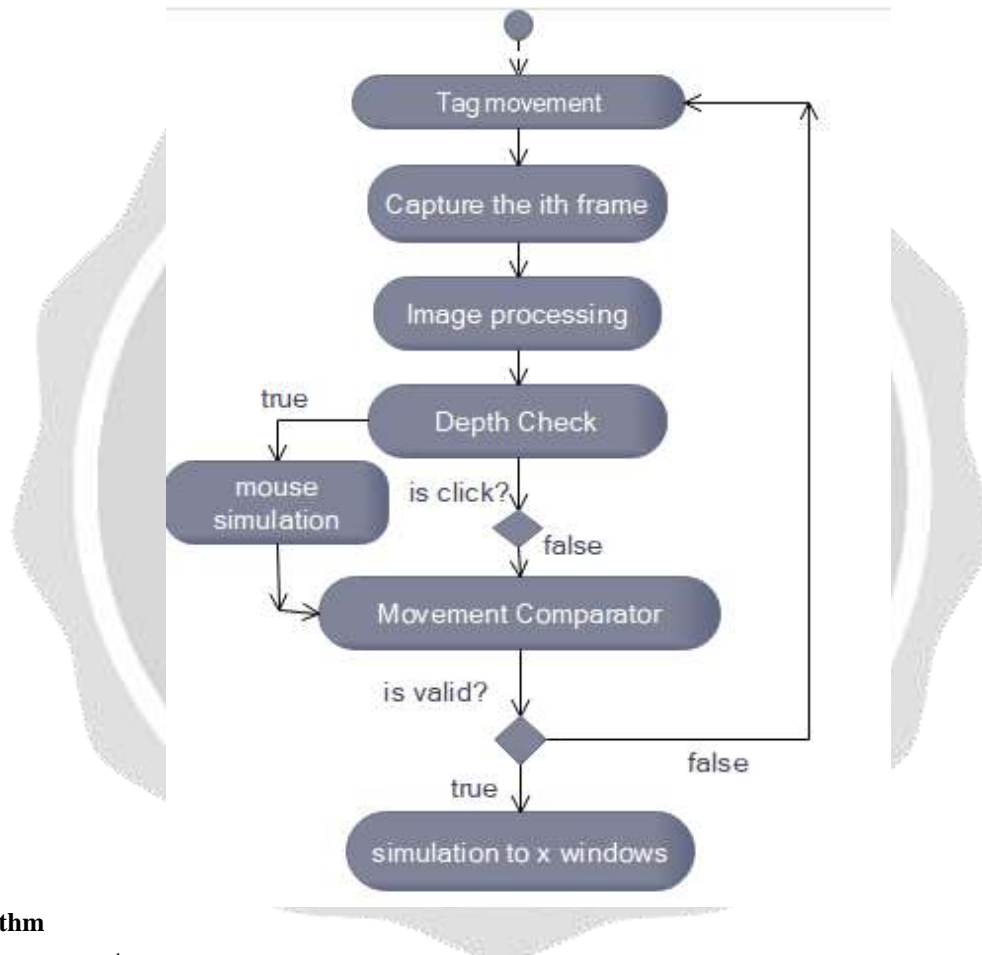 Tag movement
Capture the ith frame
Image processing
true
Depth Check
mouse
simulation
is click?
false
Movement Comparator
is valid?
false
true
simulation to x windows
thm